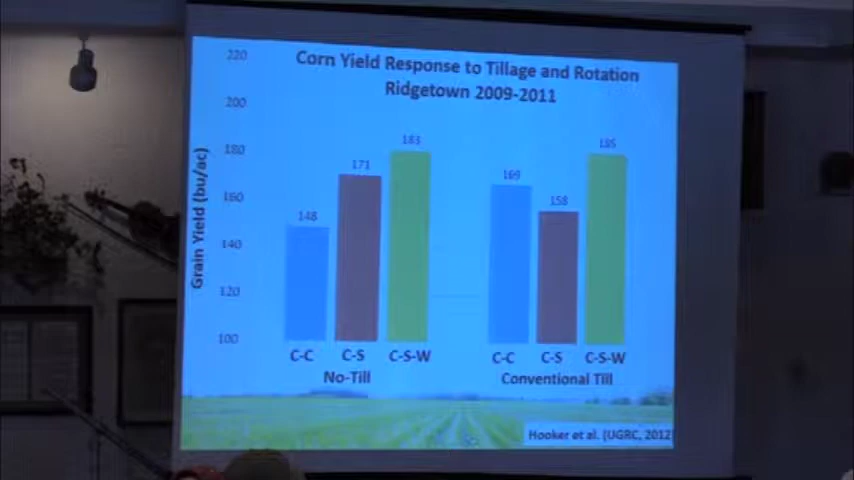 Corn Yield Response to Tillage and Rotation
Ridgetown 2009-2011
Grain Yield (bu/ac)
220
200
180
160
140
120
100
148
171
183
169
158
185
C-C
C-S
C-S-W
C-C
C-S
C-S-W
No-Till
Conventional Till
Hooker et al. (UGRC, 2012